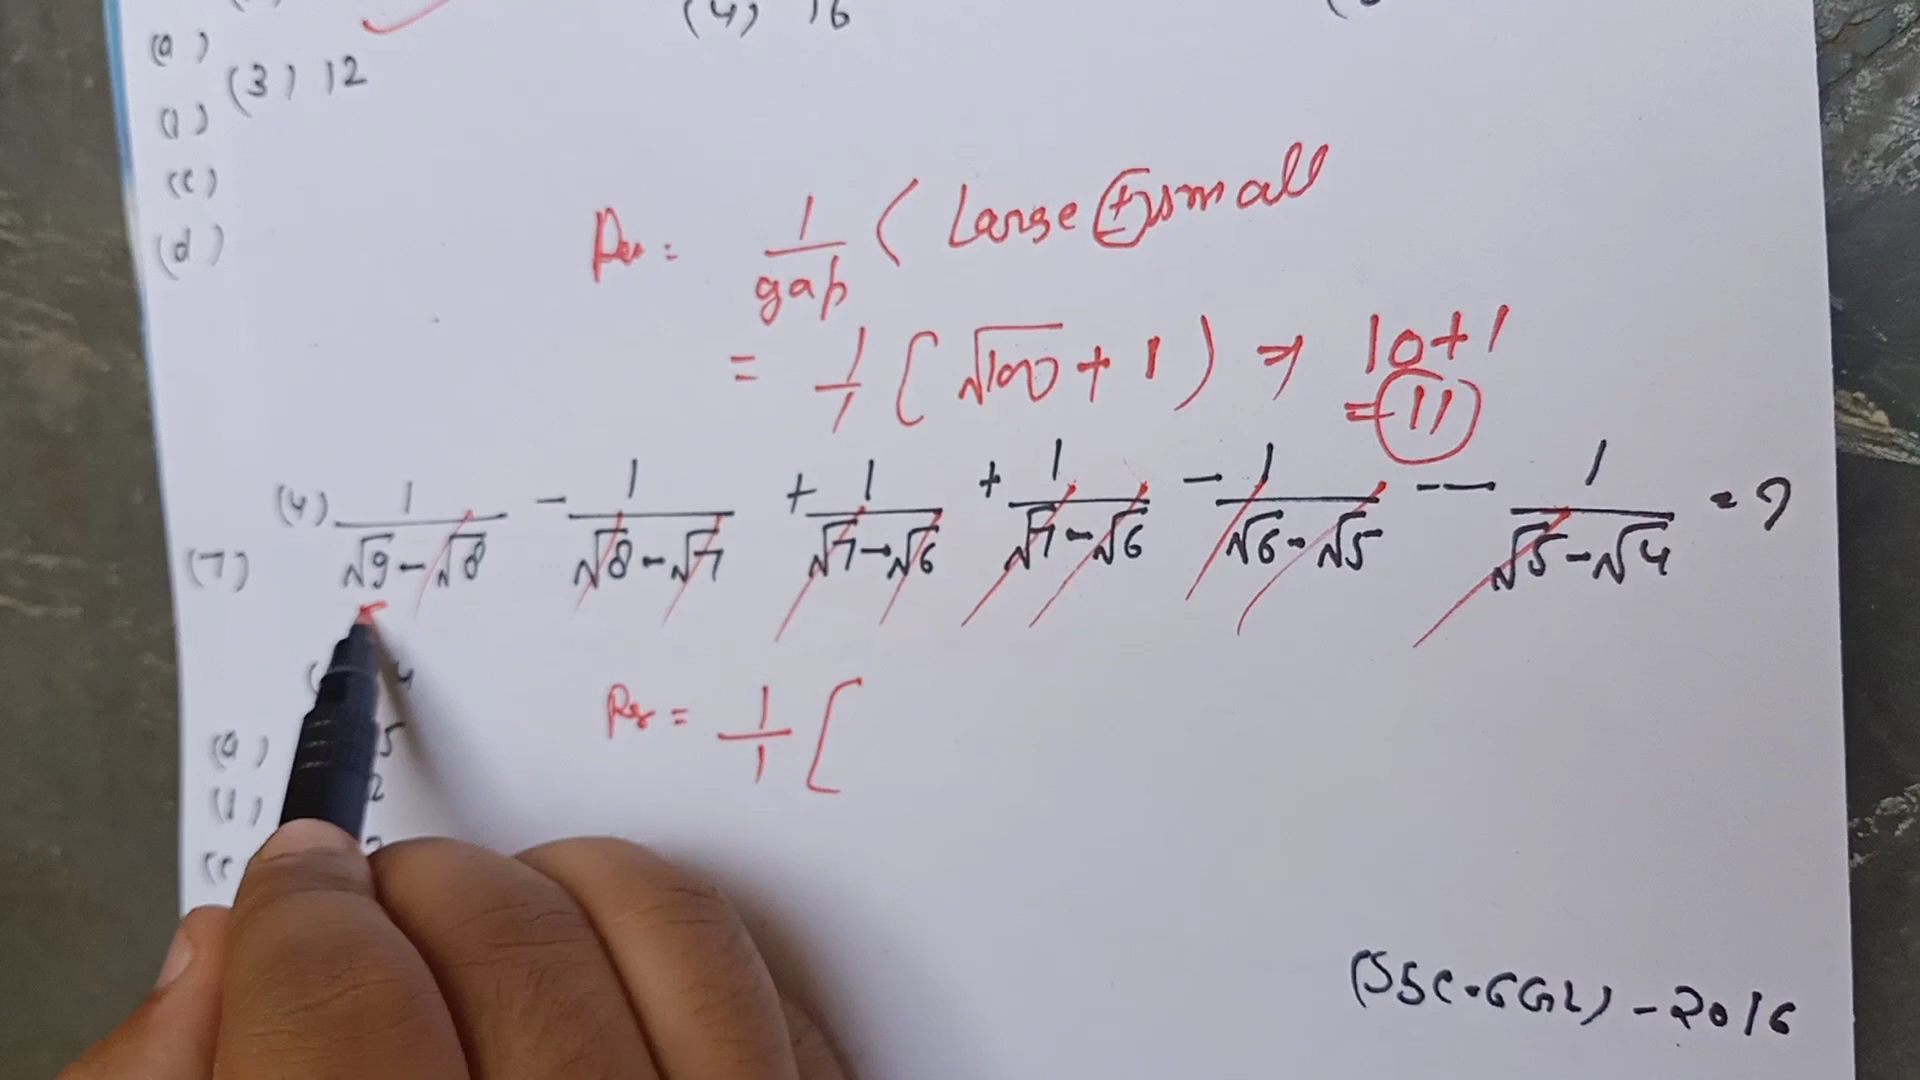 (a)
(4) 16
(3) 12
(c)
(d)
= 1/gap ( Large ± small
= 1/1 [ √100 + 1 ) ⇒ 10+1
= 11
(4) 1/(√9-√8) - 1/(√8-√7) + 1/(√7-√6) + 1/(√7-√6) - 1/(√6-√5) -- 1/(√5-√4) = ?
(7)
= 1/1 [
(a) 5
2
(SSC-CGL) - 2016